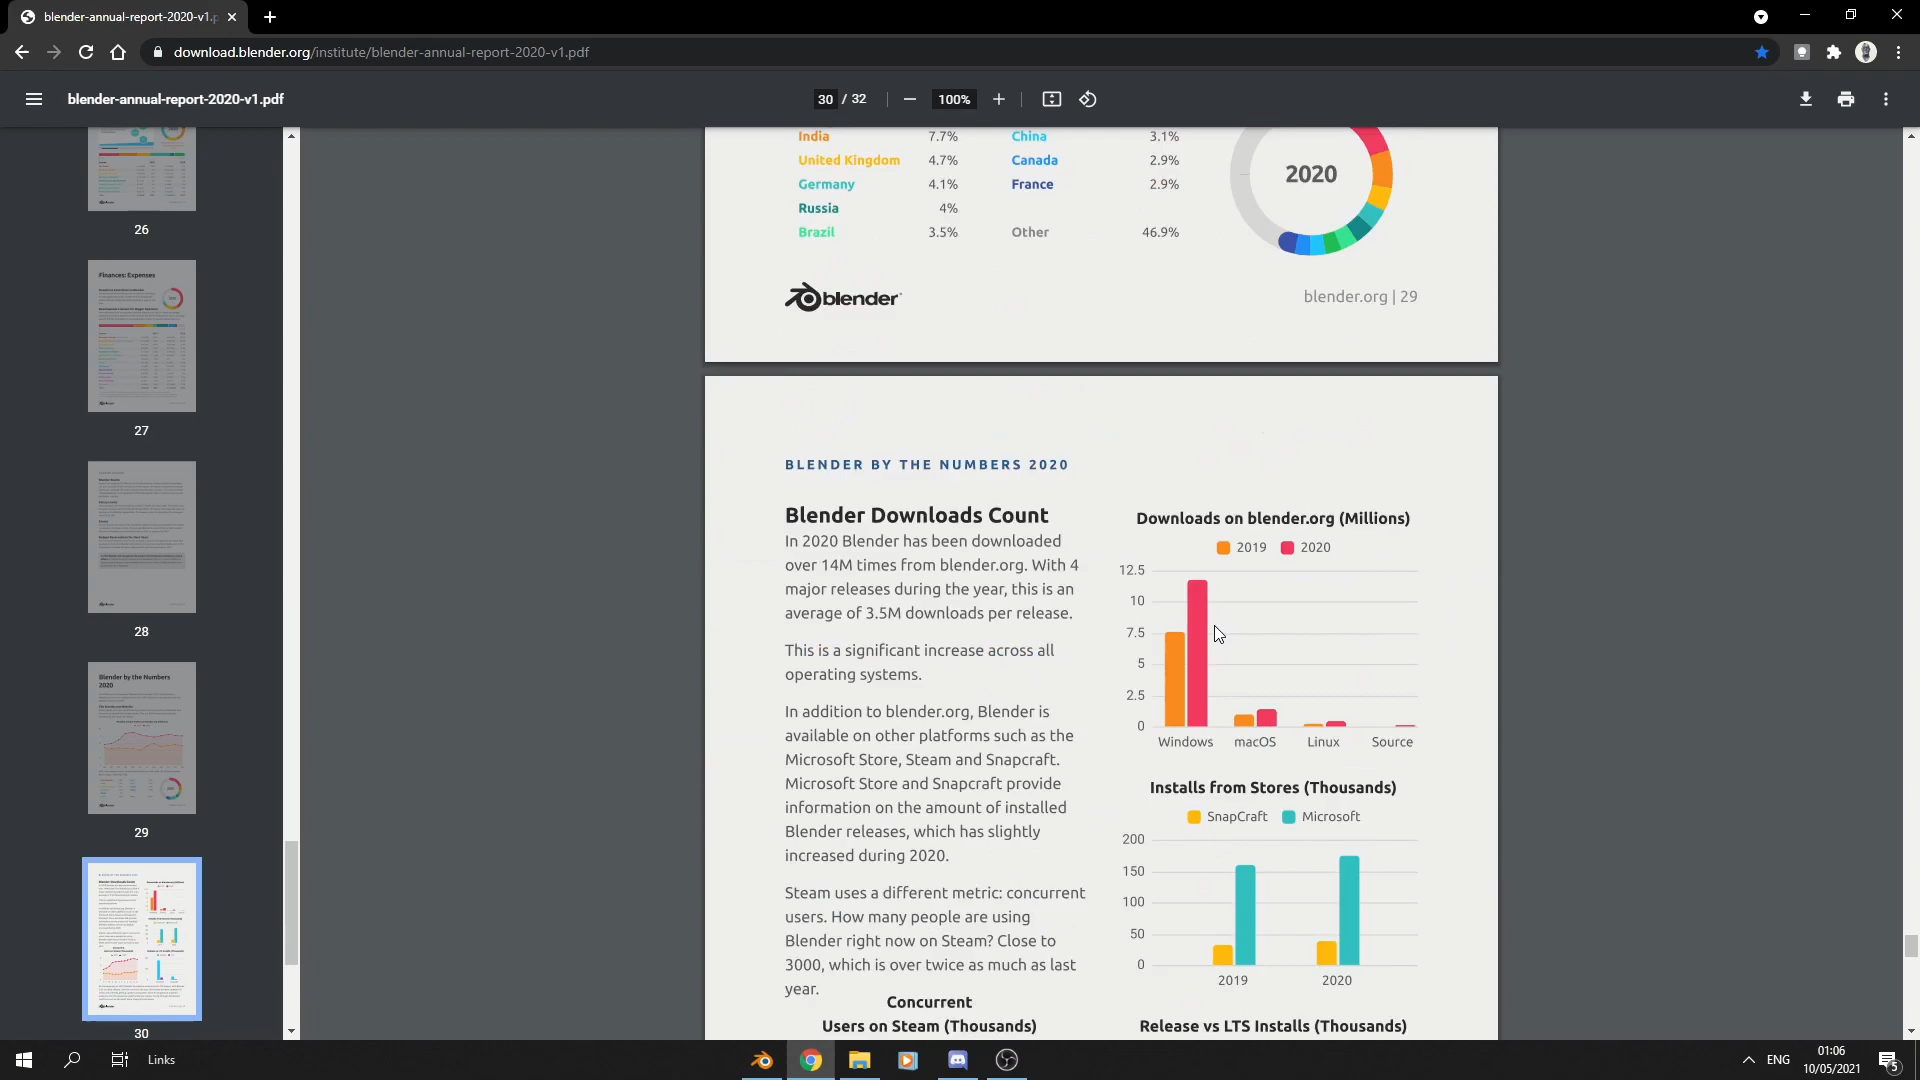 blender-annual-report-2020-v1.p
download.blender.org/institute/blender-annual-report-2020-v1.pdf
blender-annual-report-2020-v1.pdf
30 / 32
100%
26
Finances: Expenses
27
28
Blender by the Numbers
2020
29
30
India 7.7% China 3.1%
United Kingdom 4.7% Canada 2.9%
Germany 4.1% France 2.9%
Russia 4%
Brazil 3.5% Other 46.9%
2020
blender
blender.org | 29
BLENDER BY THE NUMBERS 2020
Blender Downloads Count
In 2020 Blender has been downloaded
over 14M times from blender.org. With 4
major releases during the year, this is an
average of 3.5M downloads per release.
This is a significant increase across all
operating systems.
In addition to blender.org, Blender is
available on other platforms such as the
Microsoft Store, Steam and Snapcraft.
Microsoft Store and Snapcraft provide
information on the amount of installed
Blender releases, which has slightly
increased during 2020.
Steam uses a different metric: concurrent
users. How many people are using
Blender right now on Steam? Close to
3000, which is over twice as much as last
year.
Concurrent
Users on Steam (Thousands)
Downloads on blender.org (Millions)
2019 2020
12.5
10
7.5
5
2.5
0
Windows macOS Linux Source
Installs from Stores (Thousands)
SnapCraft Microsoft
200
150
100
50
0
2019 2020
Release vs LTS Installs (Thousands)
Links
ENG
01:06
10/05/2021
5